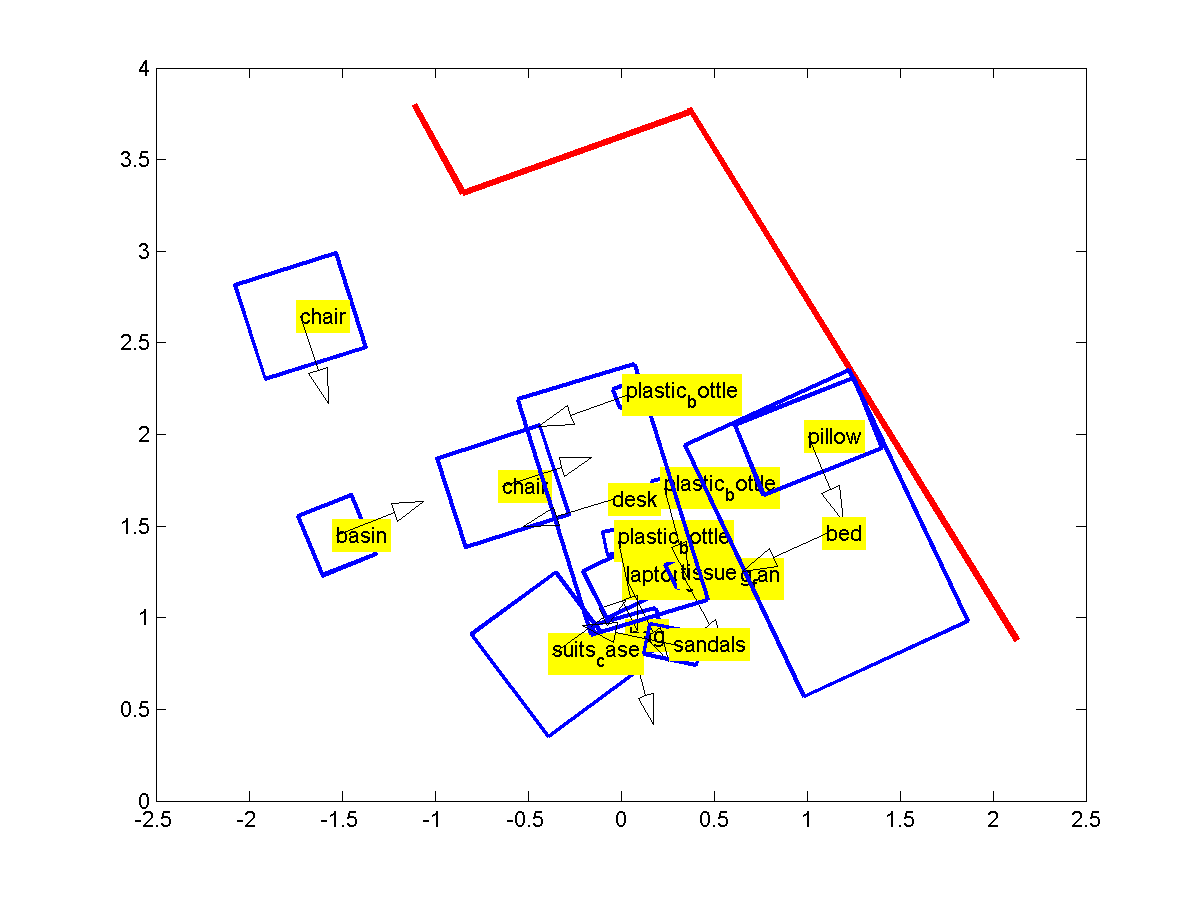 4
3.5
3
2.5
2
1.5
1
0.5
0
-2.5 -2 -1.5 -1 -0.5 0 0.5 1 1.5 2 2.5
chair
plastic_bottle
pillow
chair
plastic_bottle
desk
basin
plastic_bottle
bed
tissue
suits_case
sandals